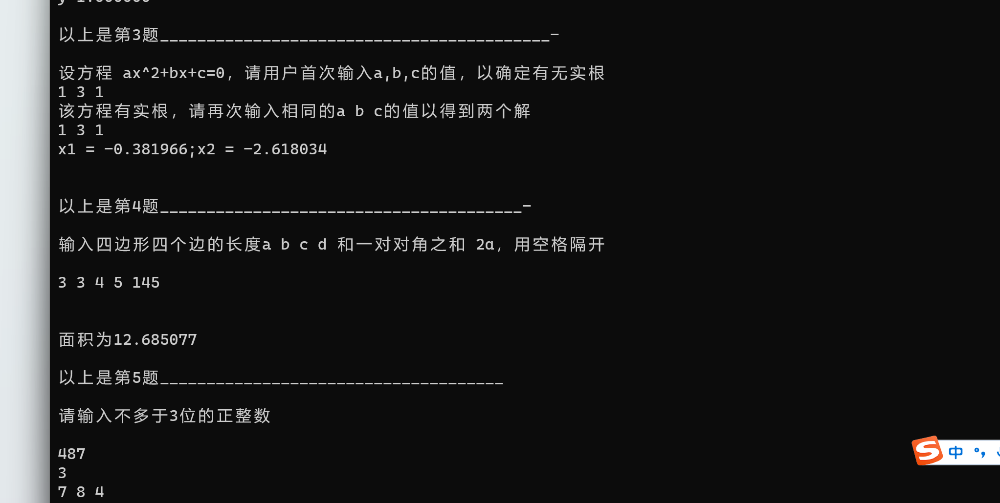 以上是第3题__________________________________________-
设方程 ax^2+bx+c=0, 请用户首次输入a,b,c的值, 以确定有无实根
1 3 1
该方程有实根, 请再次输入相同的a b c的值以得到两个解
1 3 1
x1 = -0.381966;x2 = -2.618034
以上是第4题_______________________________________-
输入四边形四个边的长度a b c d 和一对对角之和 2α, 用空格隔开
3 3 4 5 145
面积为12.685077
以上是第5题_____________________________________
请输入不多于3位的正整数
487
3
7 8 4
中 °,